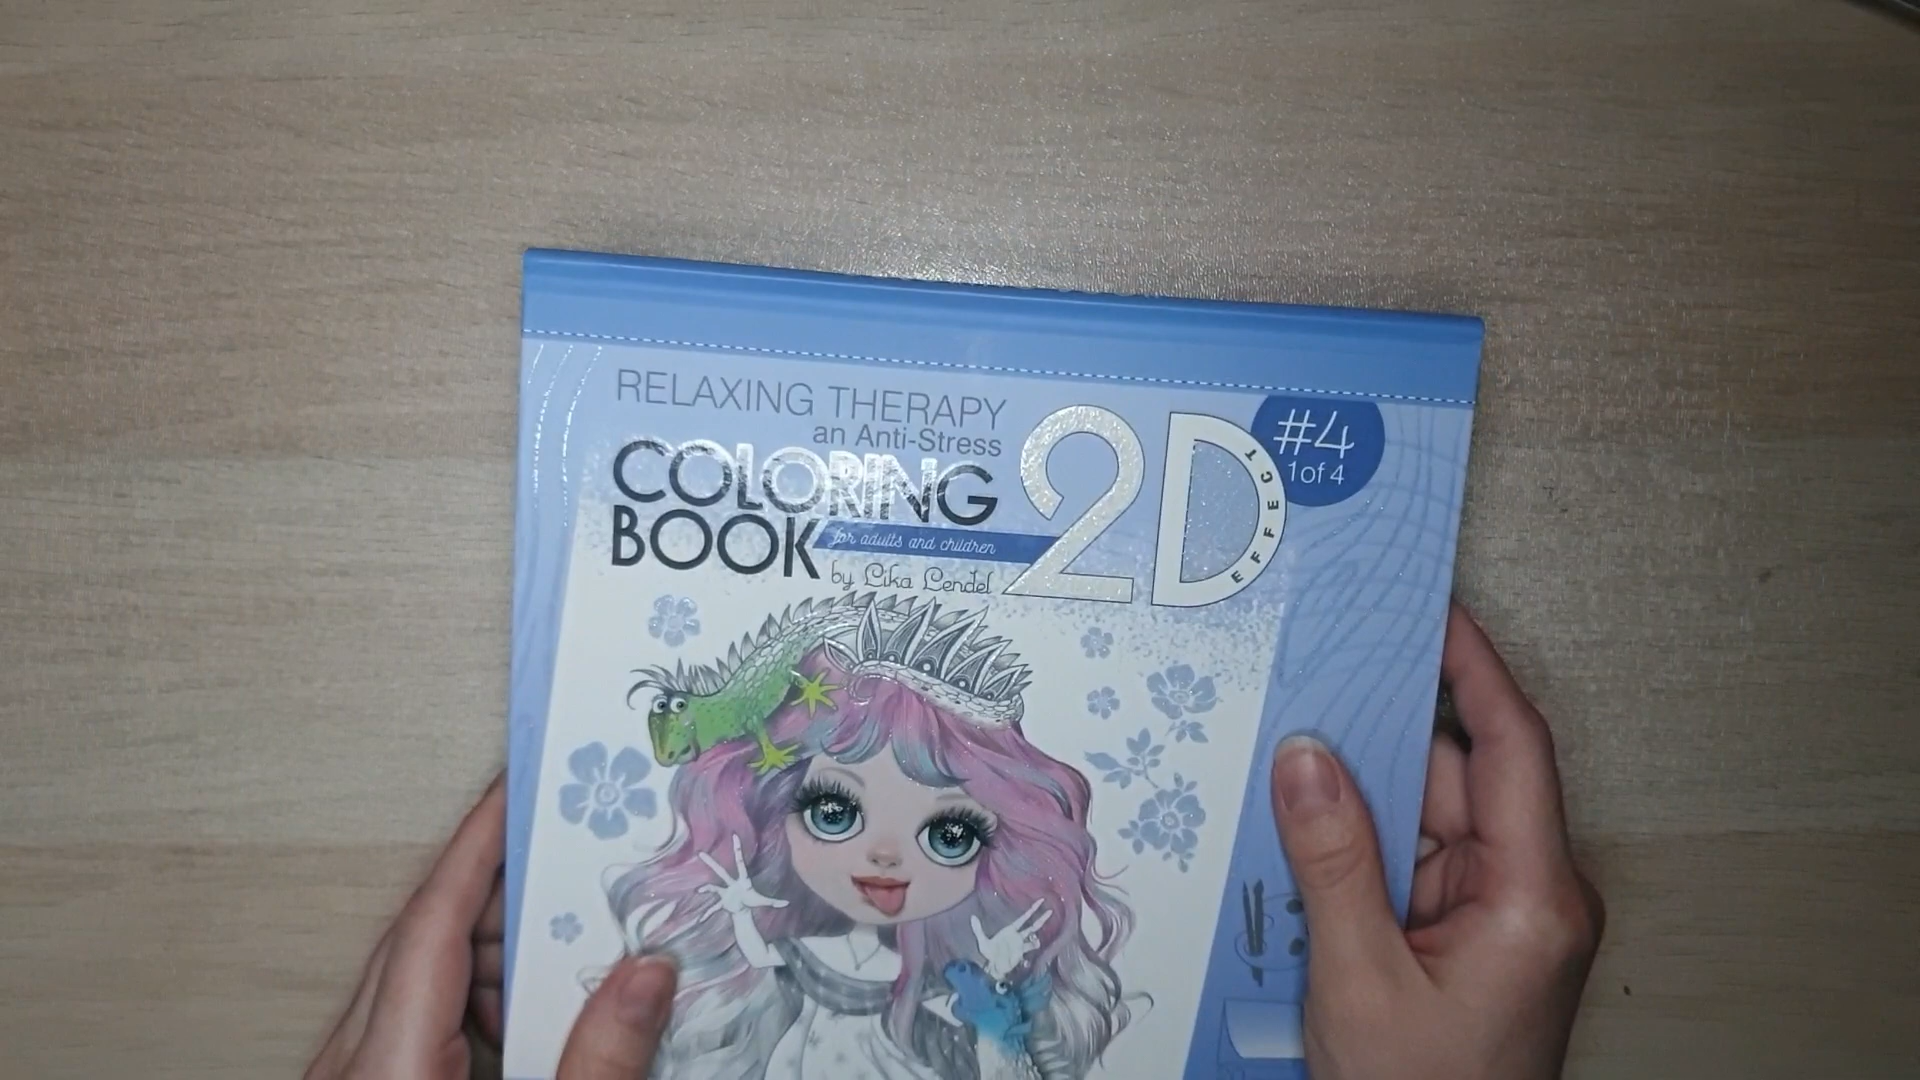 RELAXING THERAPY
an Anti-Stress
COLORING
BOOK
for adults and children
by Lika Lendel
2D
EFFECT
#4
1of 4